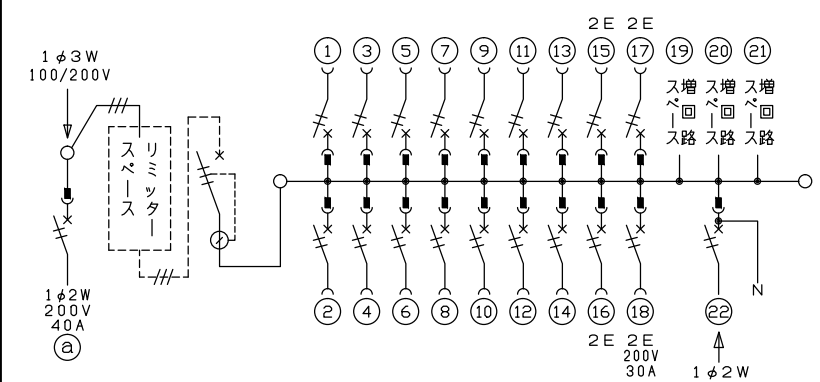 1φ3W
100/200V
リミッター
スペース
1φ2W
200V
40A
a
2E 2E
1 3 5 7 9 11 13 15 17 19 20 21
増回路
スペース
増回路
スペース
増回路
スペース
2 4 6 8 10 12 14 16 18 22
N
2E 2E
200V
30A
1φ2W